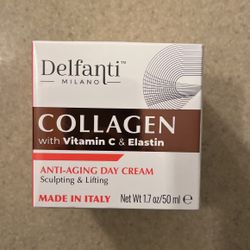 Delfanti™
MILANO
COLLAGEN
with Vitamin C & Elastin
ANTI-AGING DAY CREAM
Sculpting & Lifting
MADE IN ITALY Net Wt 1.7 oz/50 ml ℮